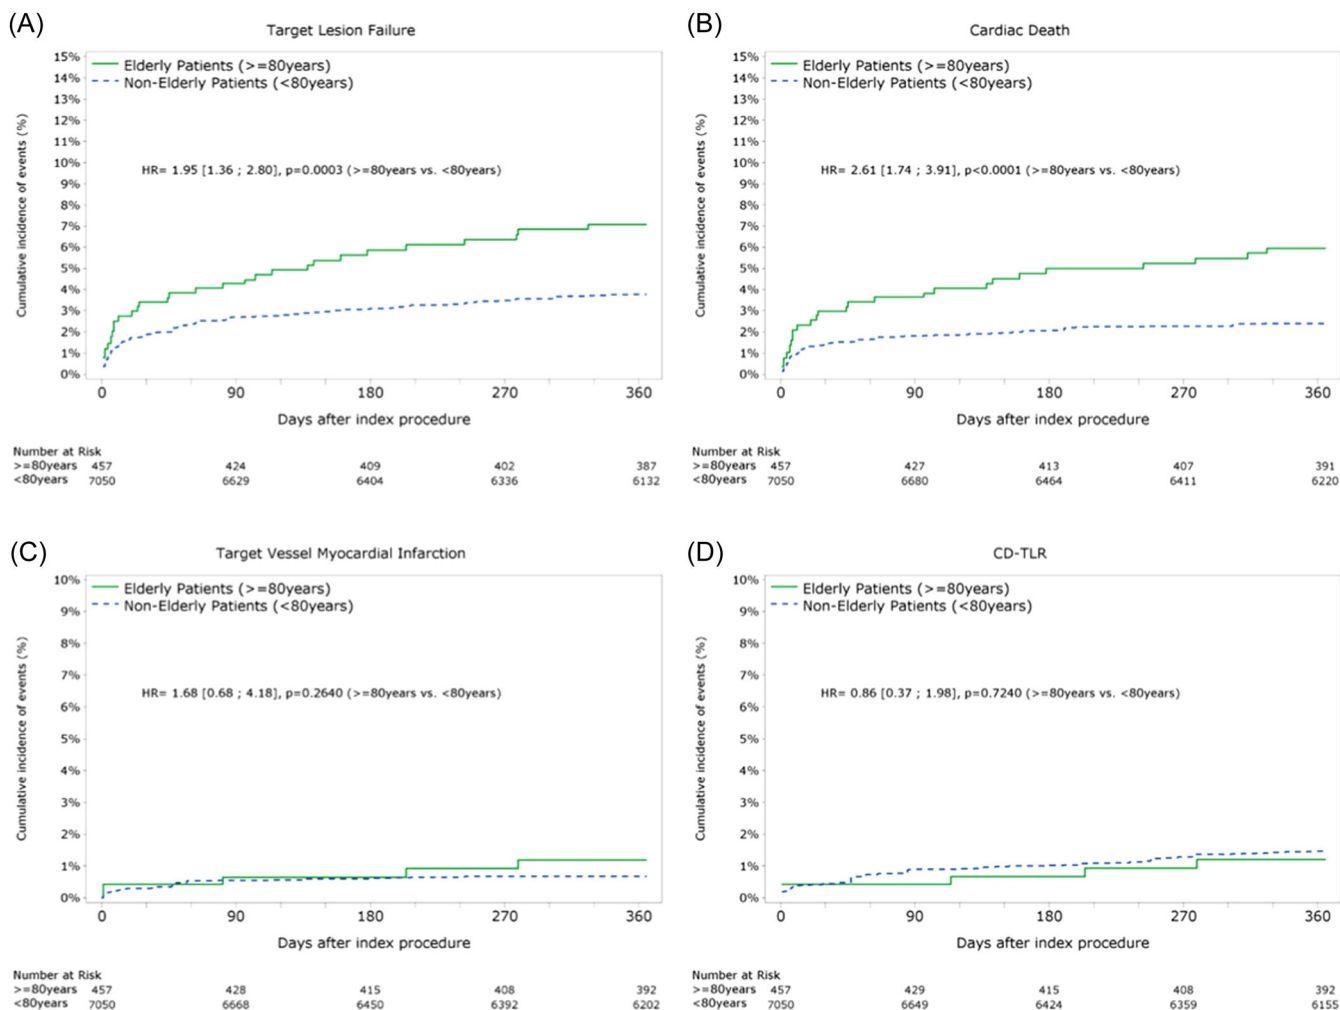 (A)
Target Lesion Failure
Cumulative incidence of events (%)
15%
14%
13%
12%
11%
10%
9%
8%
7%
6%
5%
4%
3%
2%
1%
0%
Elderly Patients (>=80years)
Non-Elderly Patients (<80years)
HR= 1.95 [1.36 ; 2.80], p=0.0003 (>=80years vs. <80years)
0 90 180 270 360
Days after index procedure
Number at Risk
>=80years 457 424 409 402 387
<80years 7050 6629 6404 6336 6132
(B)
Cardiac Death
Cumulative incidence of events (%)
15%
14%
13%
12%
11%
10%
9%
8%
7%
6%
5%
4%
3%
2%
1%
0%
Elderly Patients (>=80years)
Non-Elderly Patients (<80years)
HR= 2.61 [1.74 ; 3.91], p<0.0001 (>=80years vs. <80years)
0 90 180 270 360
Days after index procedure
Number at Risk
>=80years 457 427 413 407 391
<80years 7050 6680 6464 6411 6220
(C)
Target Vessel Myocardial Infarction
Cumulative incidence of events (%)
10%
9%
8%
7%
6%
5%
4%
3%
2%
1%
0%
Elderly Patients (>=80years)
Non-Elderly Patients (<80years)
HR= 1.68 [0.68 ; 4.18], p=0.2640 (>=80years vs. <80years)
0 90 180 270 360
Days after index procedure
Number at Risk
>=80years 457 428 415 408 392
<80years 7050 6668 6450 6392 6202
(D)
CD-TLR
Cumulative incidence of events (%)
10%
9%
8%
7%
6%
5%
4%
3%
2%
1%
0%
Elderly Patients (>=80years)
Non-Elderly Patients (<80years)
HR= 0.86 [0.37 ; 1.98], p=0.7240 (>=80years vs. <80years)
0 90 180 270 360
Days after index procedure
Number at Risk
>=80years 457 429 415 408 392
<80years 7050 6649 6424 6359 6155